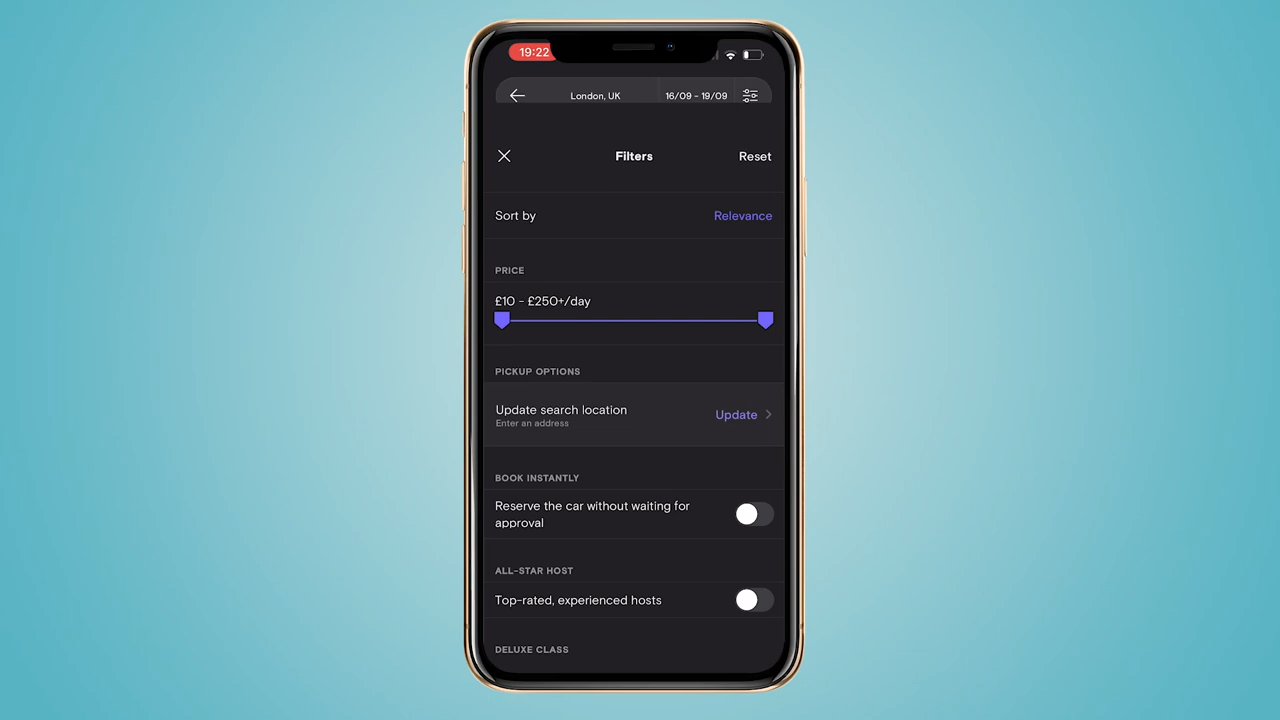 19:22
London, UK
16/09 - 19/09
Filters
Reset
Sort by
Relevance
PRICE
£10 - £250+/day
PICKUP OPTIONS
Update search location
Enter an address
Update
BOOK INSTANTLY
Reserve the car without waiting for
approval
ALL-STAR HOST
Top-rated, experienced hosts
DELUXE CLASS